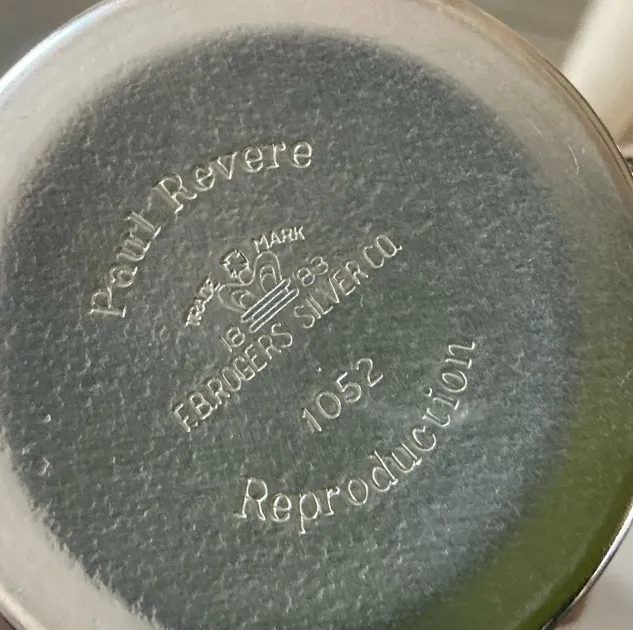 Paul Revere
TRADE MARK
18 83
F.B.ROGERS SILVER CO.
1052
Reproduction